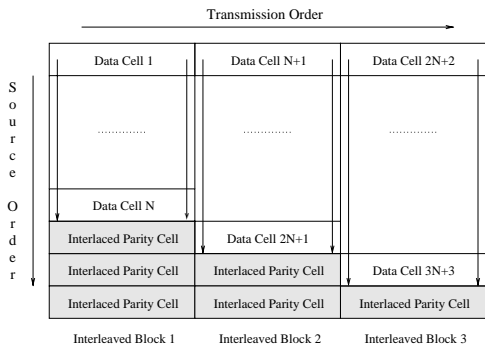 Transmission Order
Source Order
Data Cell 1 Data Cell N+1 Data Cell 2N+2
.............. .............. ..............
Data Cell N
Interlaced Parity Cell Data Cell 2N+1
Interlaced Parity Cell Interlaced Parity Cell Data Cell 3N+3
Interlaced Parity Cell Interlaced Parity Cell Interlaced Parity Cell
Interleaved Block 1 Interleaved Block 2 Interleaved Block 3